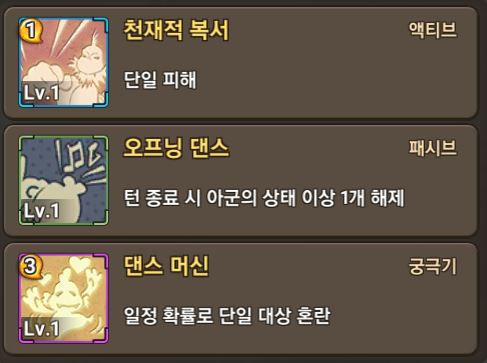 1 천재적 복서 액티브
단일 피해
Lv.1
오프닝 댄스 패시브
턴 종료 시 아군의 상태 이상 1개 해제
Lv.1
3 댄스 머신 궁극기
일정 확률로 단일 대상 혼란
Lv.1